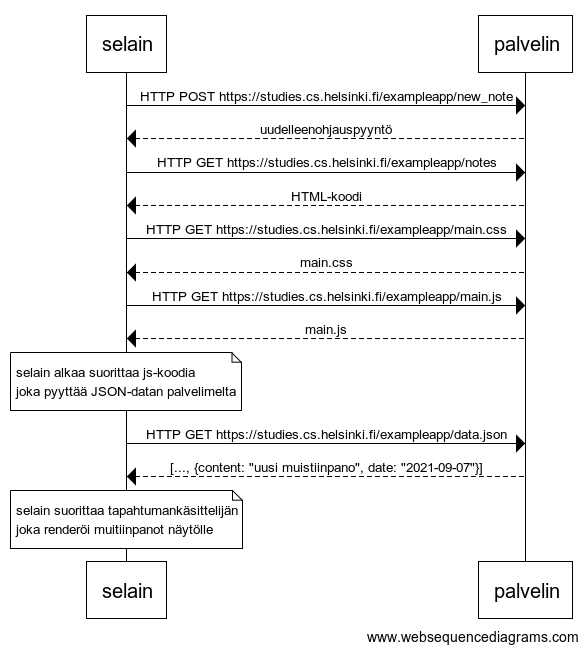 selain
palvelin
HTTP POST https://studies.cs.helsinki.fi/exampleapp/new_note
uudelleenohjauspyyntö
HTTP GET https://studies.cs.helsinki.fi/exampleapp/notes
HTML-koodi
HTTP GET https://studies.cs.helsinki.fi/exampleapp/main.css
main.css
HTTP GET https://studies.cs.helsinki.fi/exampleapp/main.js
main.js
selain alkaa suorittaa js-koodia
joka pyyttää JSON-datan palvelimelta
HTTP GET https://studies.cs.helsinki.fi/exampleapp/data.json
[..., {content: "uusi muistiinpano", date: "2021-09-07"}]
selain suorittaa tapahtumankäsittelijän
joka renderöi muitiinpanot näytölle
selain
palvelin
www.websequencediagrams.com